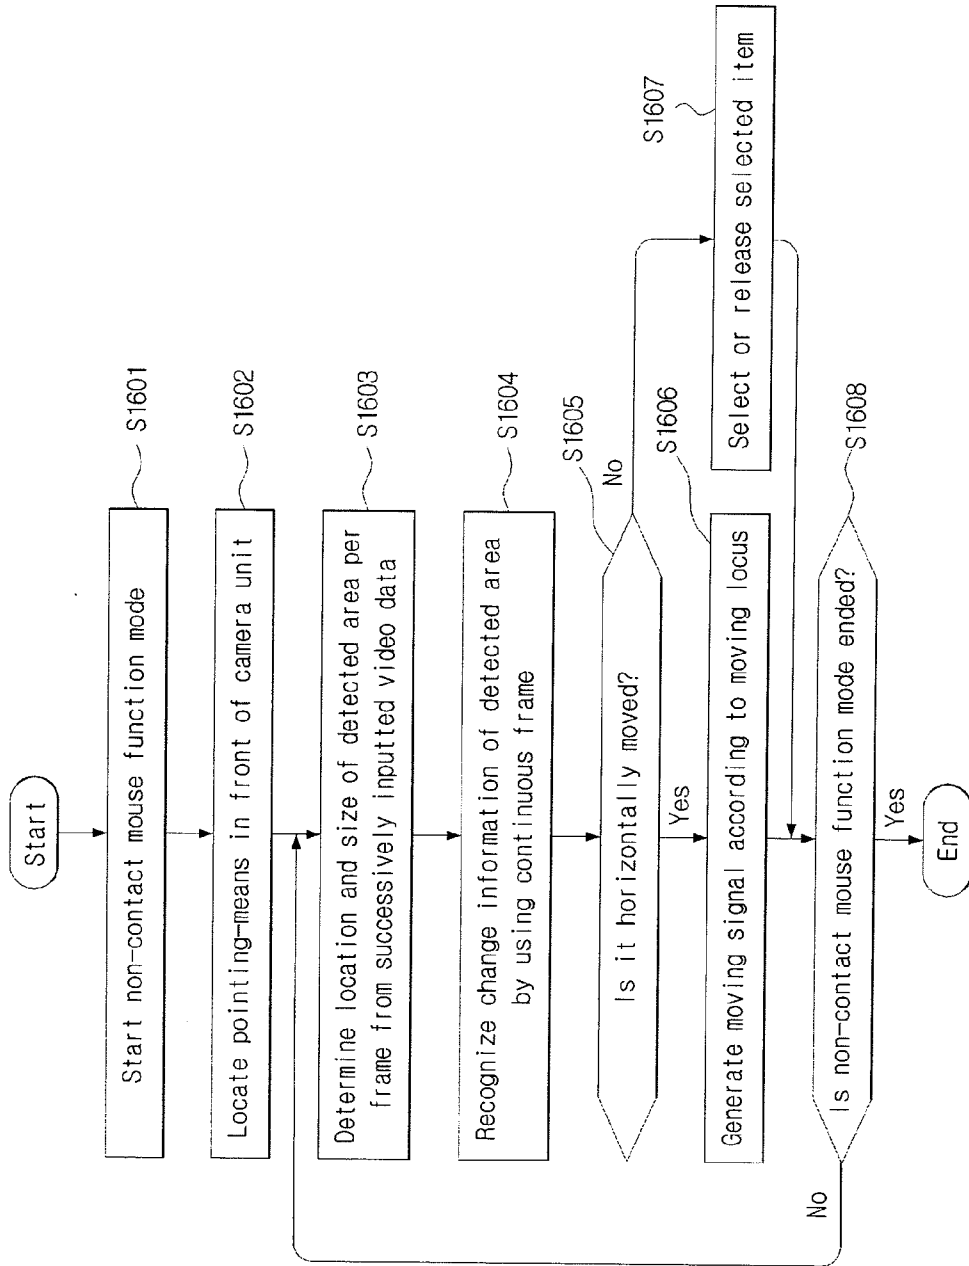 Start
Start non-contact mouse function mode
S1601
Locate pointing-means in front of camera unit
S1602
Determine location and size of detected area per
frame from successively inputted video data
S1603
Recognize change information of detected area
by using continuous frame
S1604
Is it horizontally moved?
S1605
No
Yes
Generate moving signal according to moving locus
S1606
Select or release selected item
S1607
Is non-contact mouse function mode ended?
S1608
No
Yes
End